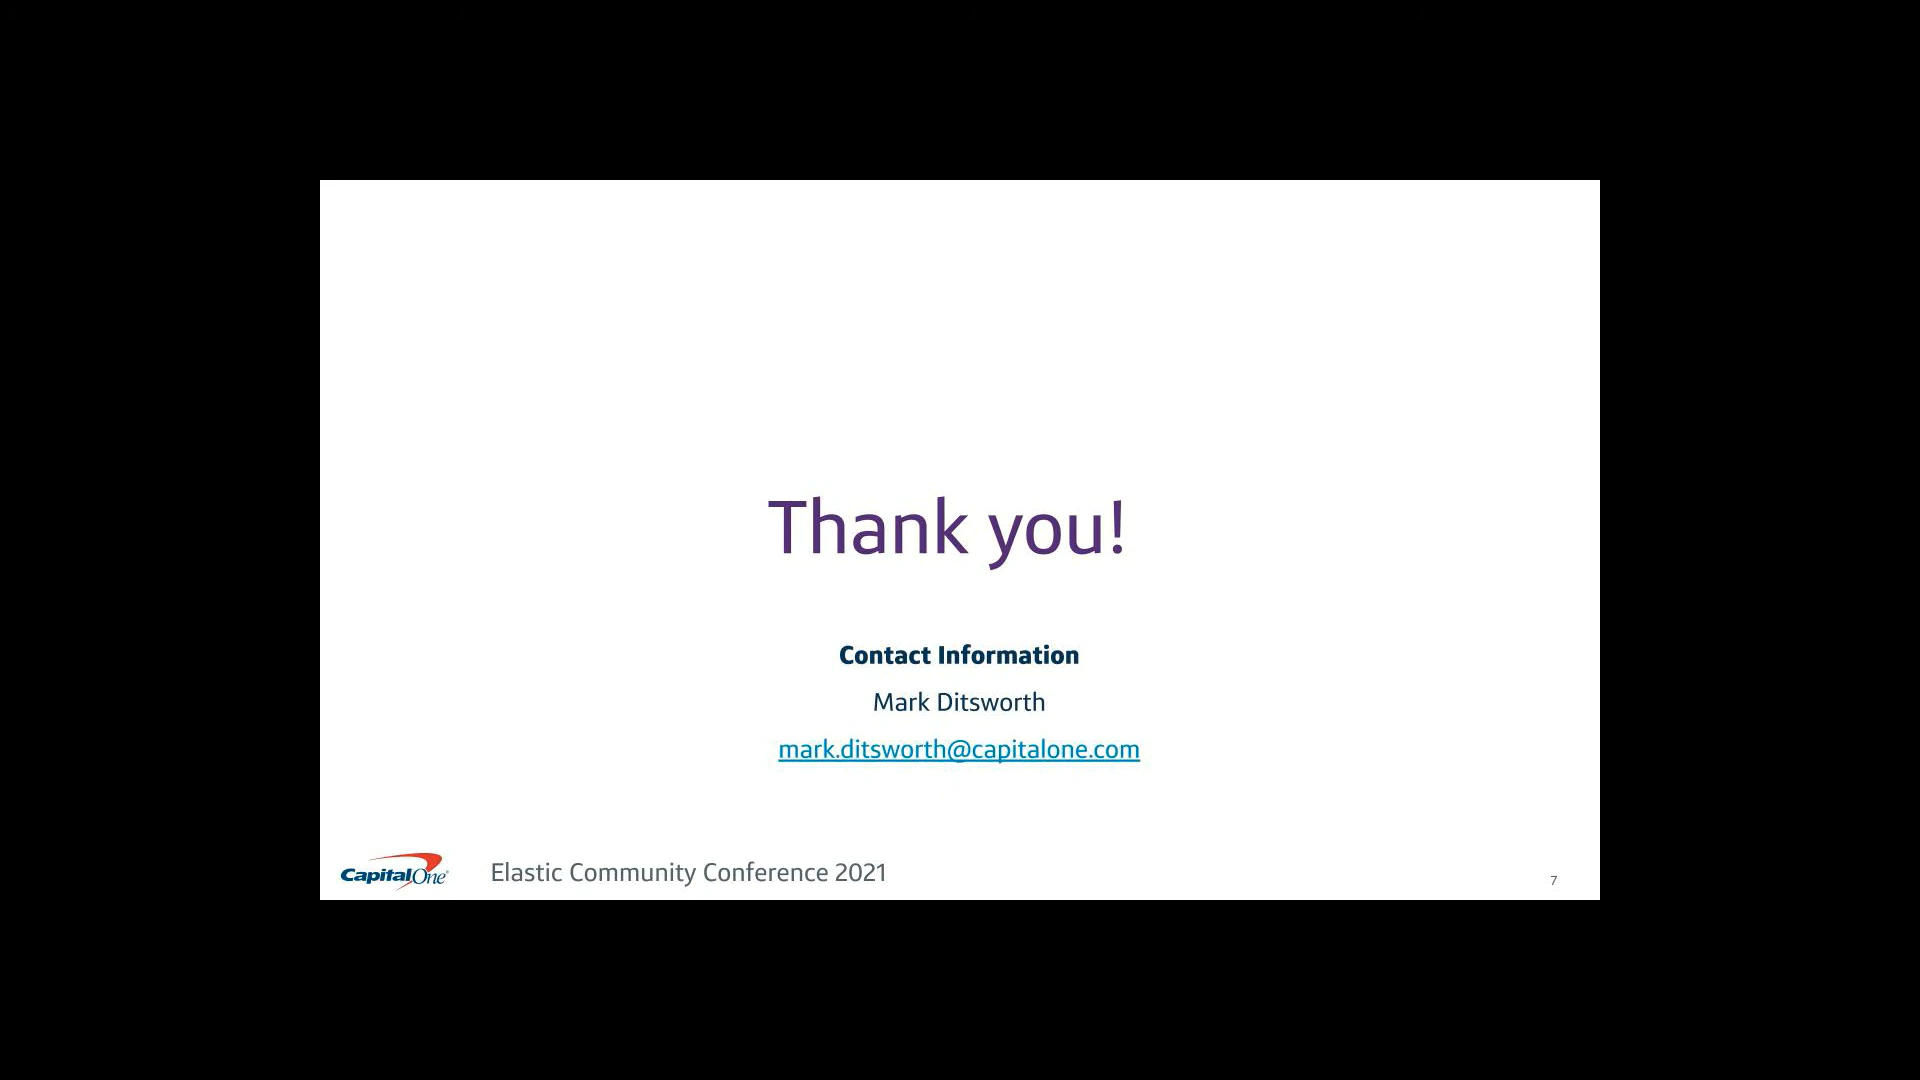 Thank you!
Contact Information
Mark Ditsworth
mark.ditsworth@capitalone.com
CapitalOne®
Elastic Community Conference 2021
7